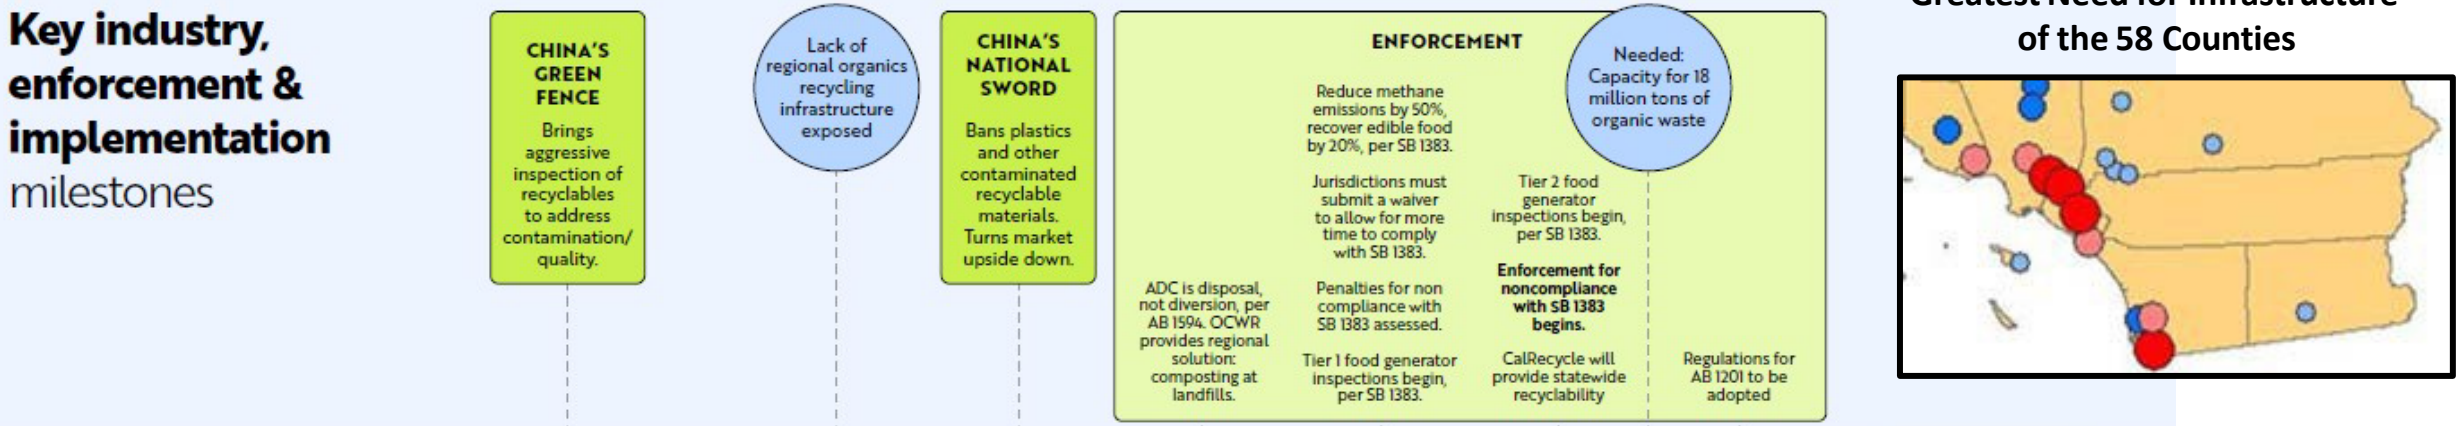 Key industry,
enforcement &
implementation
milestones
CHINA'S
GREEN
FENCE
Brings
aggressive
inspection of
recyclables
to address
contamination/
quality.
Lack of
regional organics
recycling
infrastructure
exposed
CHINA'S
NATIONAL
SWORD
Bans plastics
and other
contaminated
recyclable
materials.
Turns market
upside down.
ENFORCEMENT
ADC is disposal,
not diversion, per
AB 1594. OCWR
provides regional
solution:
composting at
landfills.
Reduce methane
emissions by 50%,
recover edible food
by 20%, per SB 1383.
Jurisdictions must
submit a waiver
to allow for more
time to comply
with SB 1383.
Penalties for non
compliance with
SB 1383 assessed.
Tier 1 food generator
inspections begin,
per SB 1383.
Needed:
Capacity for 18
million tons of
organic waste
Tier 2 food
generator
inspections begin,
per SB 1383.
Enforcement for
noncompliance
with SB 1383
begins.
CalRecycle will
provide statewide
recyclability
Regulations for
AB 1201 to be
adopted
Greatest Need for Infrastructure
of the 58 Counties